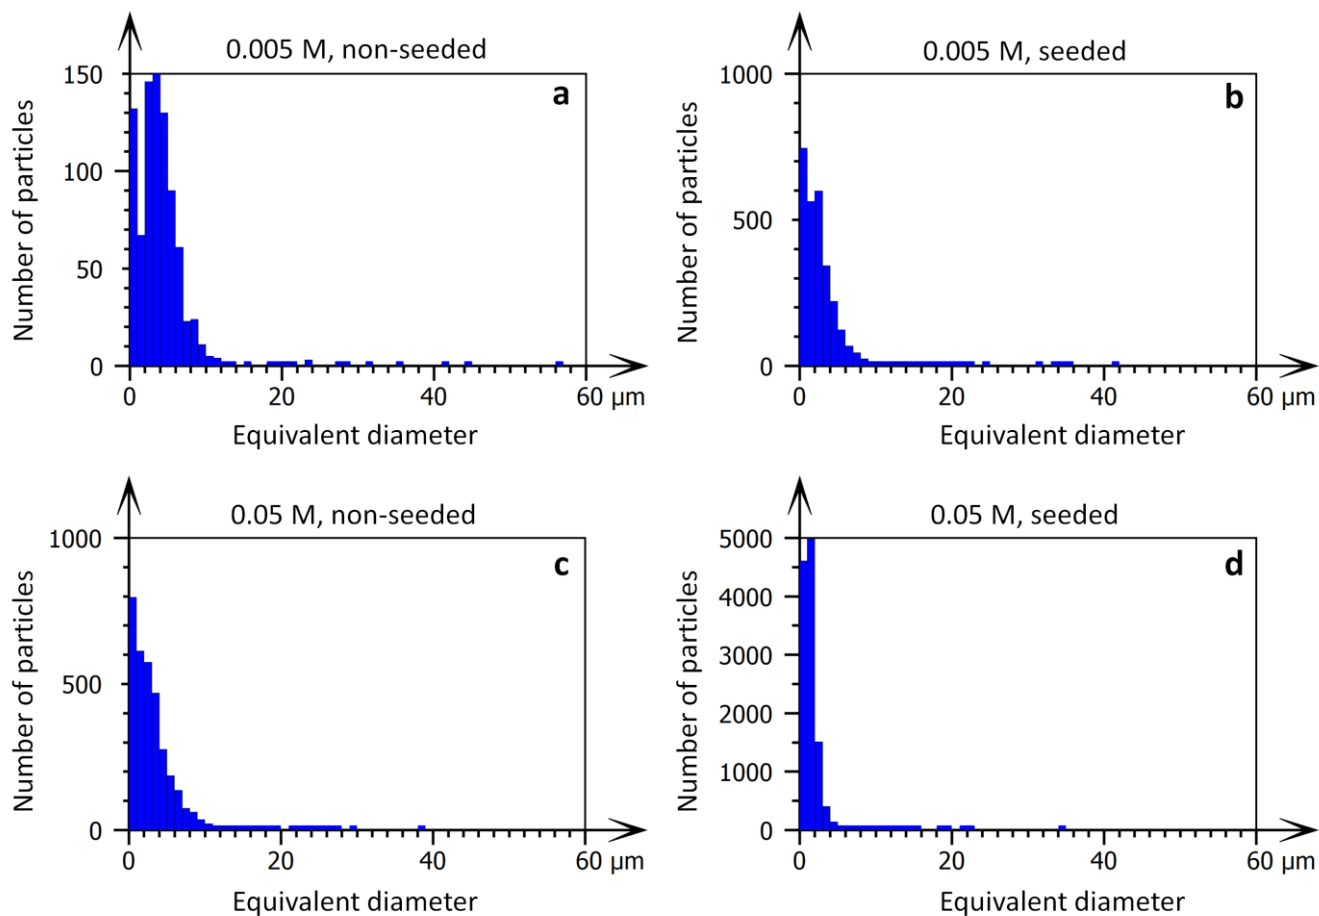 0.005 M, non-seeded
a
150
100
50
0
Number of particles
0 20 40 60 µm
Equivalent diameter
0.005 M, seeded
b
1000
500
0
Number of particles
0 20 40 60 µm
Equivalent diameter
0.05 M, non-seeded
c
1000
500
0
Number of particles
0 20 40 60 µm
Equivalent diameter
0.05 M, seeded
d
5000
4000
3000
2000
1000
0
Number of particles
0 20 40 60 µm
Equivalent diameter